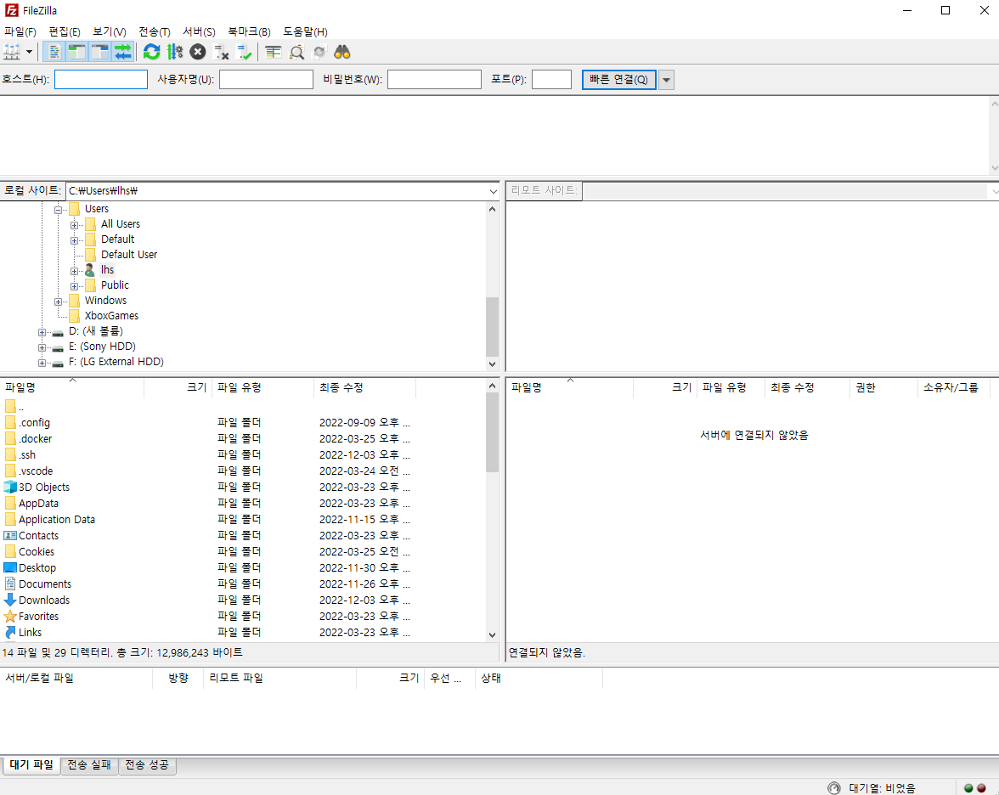 FileZilla
파일(F) 편집(E) 보기(V) 전송(T) 서버(S) 북마크(B) 도움말(H)
호스트(H): 사용자명(U): 비밀번호(W): 포트(P): 빠른 연결(Q)
로컬 사이트: C:₩Users₩lhs₩
Users
All Users
Default
Default User
lhs
Public
Windows
XboxGames
D: (새 볼륨)
E: (Sony HDD)
F: (LG External HDD)
리모트 사이트:
파일명 크기 파일 유형 최종 수정
..
.config 파일 폴더 2022-09-09 오후 ...
.docker 파일 폴더 2022-03-25 오후 ...
.ssh 파일 폴더 2022-12-03 오후 ...
.vscode 파일 폴더 2022-03-24 오전 ...
3D Objects 파일 폴더 2022-03-23 오후 ...
AppData 파일 폴더 2022-03-23 오후 ...
Application Data 파일 폴더 2022-11-15 오후 ...
Contacts 파일 폴더 2022-03-23 오후 ...
Cookies 파일 폴더 2022-03-25 오전 ...
Desktop 파일 폴더 2022-11-30 오후 ...
Documents 파일 폴더 2022-11-26 오후 ...
Downloads 파일 폴더 2022-12-03 오후 ...
Favorites 파일 폴더 2022-03-23 오후 ...
Links 파일 폴더 2022-03-23 오후 ...
14 파일 및 29 디렉터리. 총 크기: 12,986,243 바이트
파일명 크기 파일 유형 최종 수정 권한 소유자/그룹
서버에 연결되지 않았음
연결되지 않았음.
서버/로컬 파일 방향 리모트 파일 크기 우선 ... 상태
대기 파일 전송 실패 전송 성공
대기열: 비었음